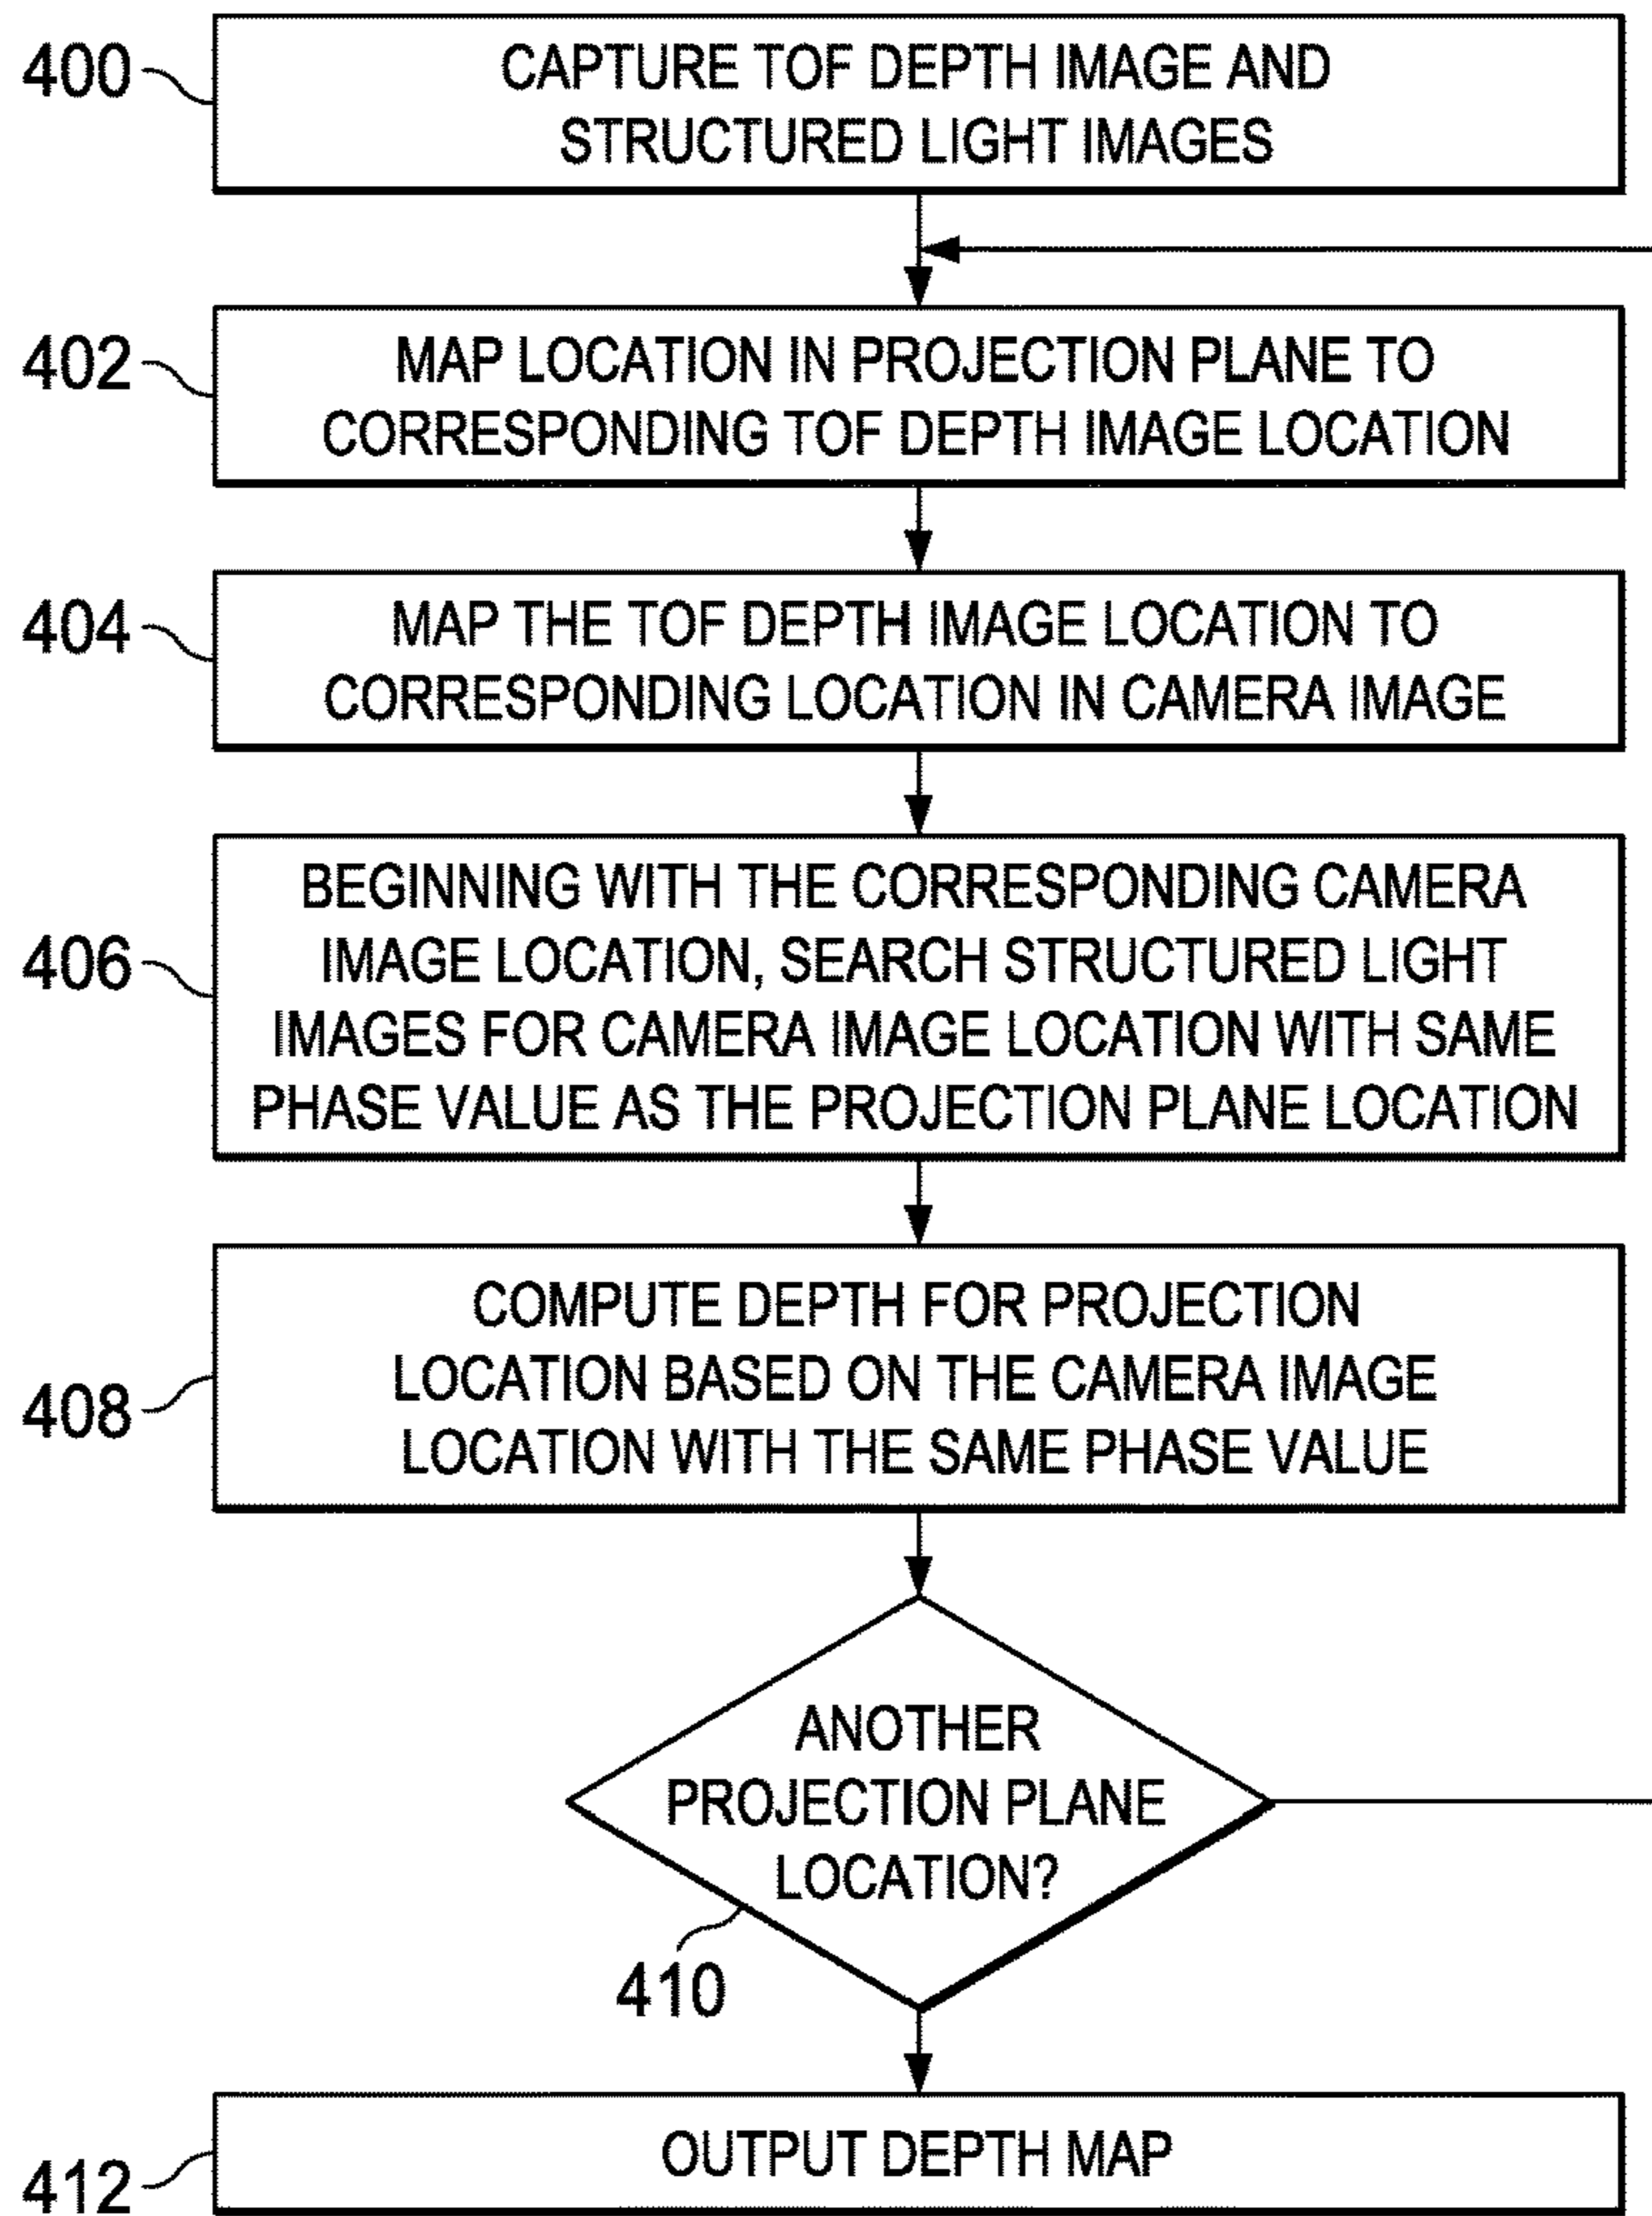 400
CAPTURE TOF DEPTH IMAGE AND
STRUCTURED LIGHT IMAGES
402
MAP LOCATION IN PROJECTION PLANE TO
CORRESPONDING TOF DEPTH IMAGE LOCATION
404
MAP THE TOF DEPTH IMAGE LOCATION TO
CORRESPONDING LOCATION IN CAMERA IMAGE
406
BEGINNING WITH THE CORRESPONDING CAMERA
IMAGE LOCATION, SEARCH STRUCTURED LIGHT
IMAGES FOR CAMERA IMAGE LOCATION WITH SAME
PHASE VALUE AS THE PROJECTION PLANE LOCATION
408
COMPUTE DEPTH FOR PROJECTION
LOCATION BASED ON THE CAMERA IMAGE
LOCATION WITH THE SAME PHASE VALUE
ANOTHER
PROJECTION PLANE
LOCATION?
410
412
OUTPUT DEPTH MAP